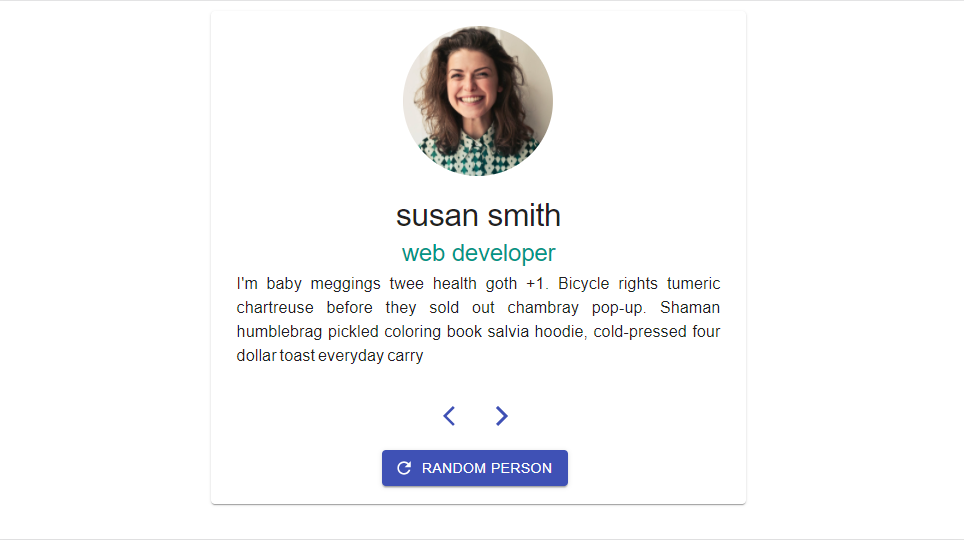 susan smith
web developer
I'm baby meggings twee health goth +1. Bicycle rights tumeric
chartreuse before they sold out chambray pop-up. Shaman
humblebrag pickled coloring book salvia hoodie, cold-pressed four
dollar toast everyday carry
RANDOM PERSON